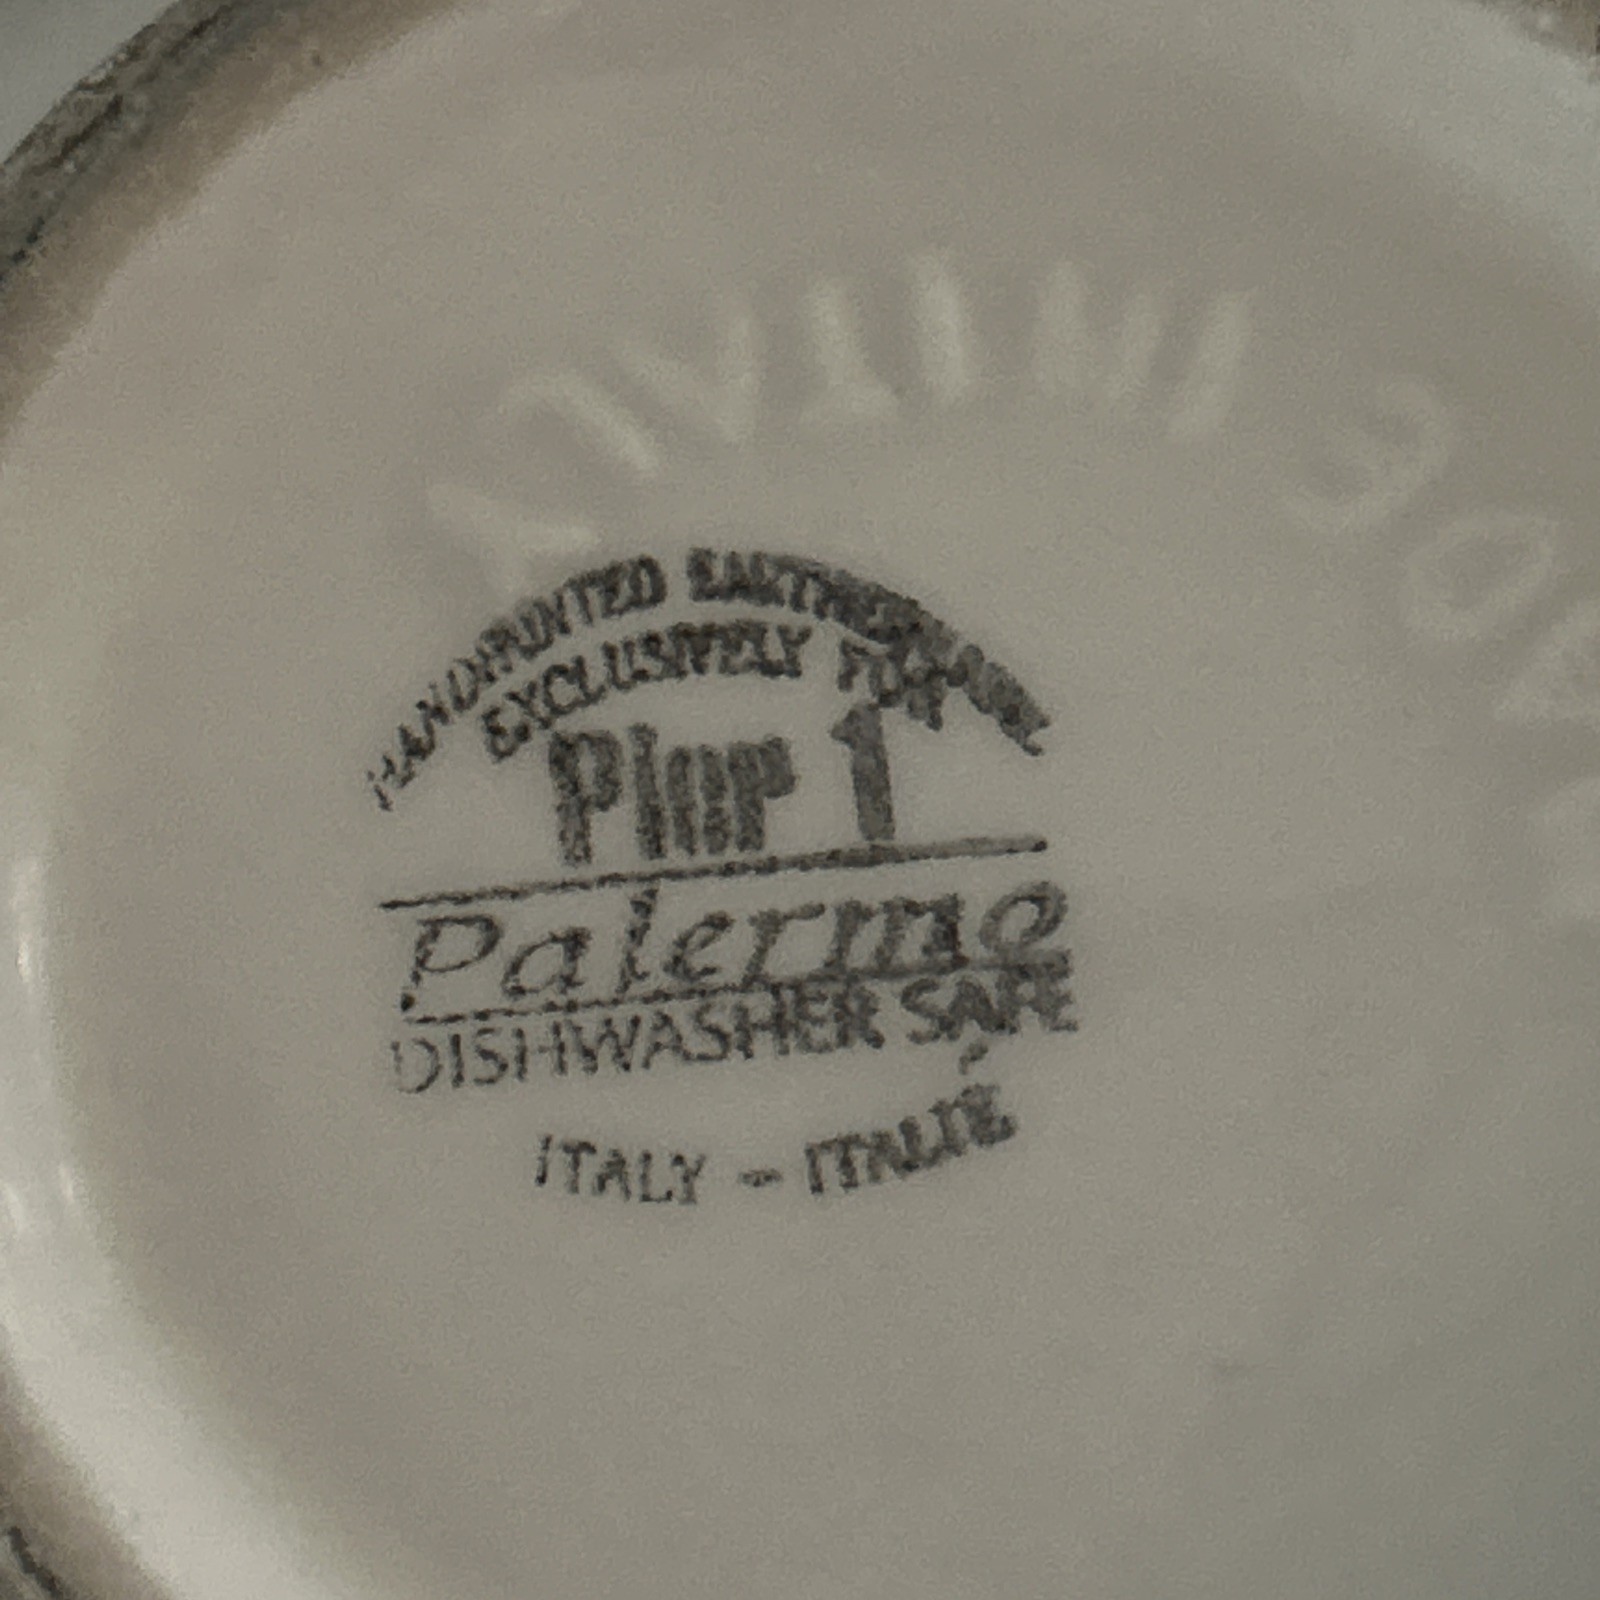 HANDPAINTED EARTHENWARE
EXCLUSIVELY FOR
Pier 1
Palermo
DISHWASHER SAFE
ITALY - ITALIE